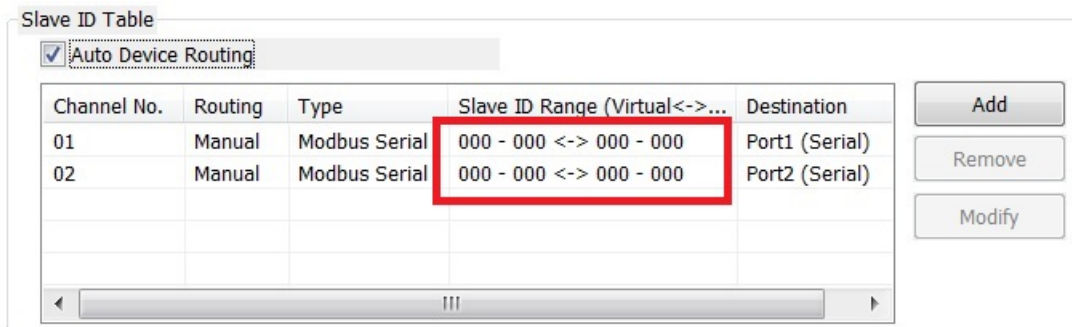 Slave ID Table
Auto Device Routing
Channel No. Routing Type Slave ID Range (Virtual<->... Destination
01 Manual Modbus Serial 000 - 000 <-> 000 - 000 Port1 (Serial)
02 Manual Modbus Serial 000 - 000 <-> 000 - 000 Port2 (Serial)
Add
Remove
Modify